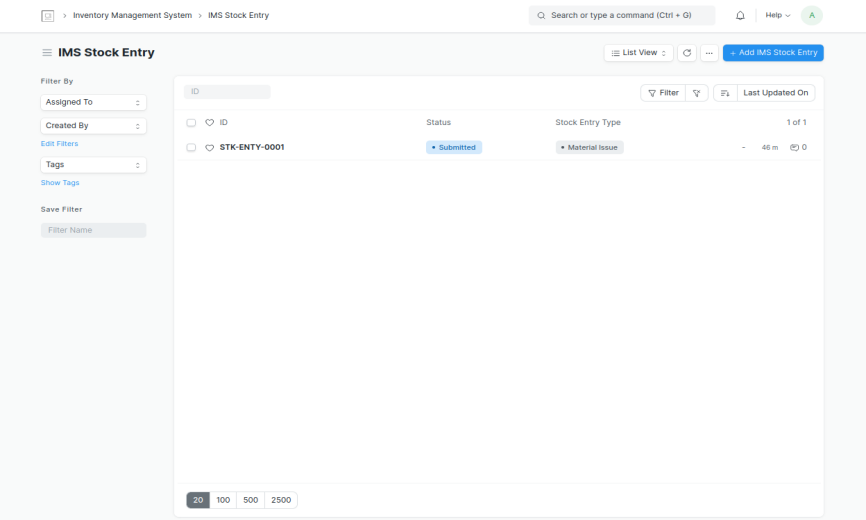 Inventory Management System
IMS Stock Entry
Search or type a command (Ctrl + G)
Help
A
IMS Stock Entry
List View
...
+ Add IMS Stock Entry
Filter By
Assigned To
Created By
Edit Filters
Tags
Show Tags
Save Filter
Filter Name
ID
Filter
Last Updated On
ID
Status
Stock Entry Type
1 of 1
STK-ENTY-0001
• Submitted
• Material Issue
-
46 m
0
20
100
500
2500